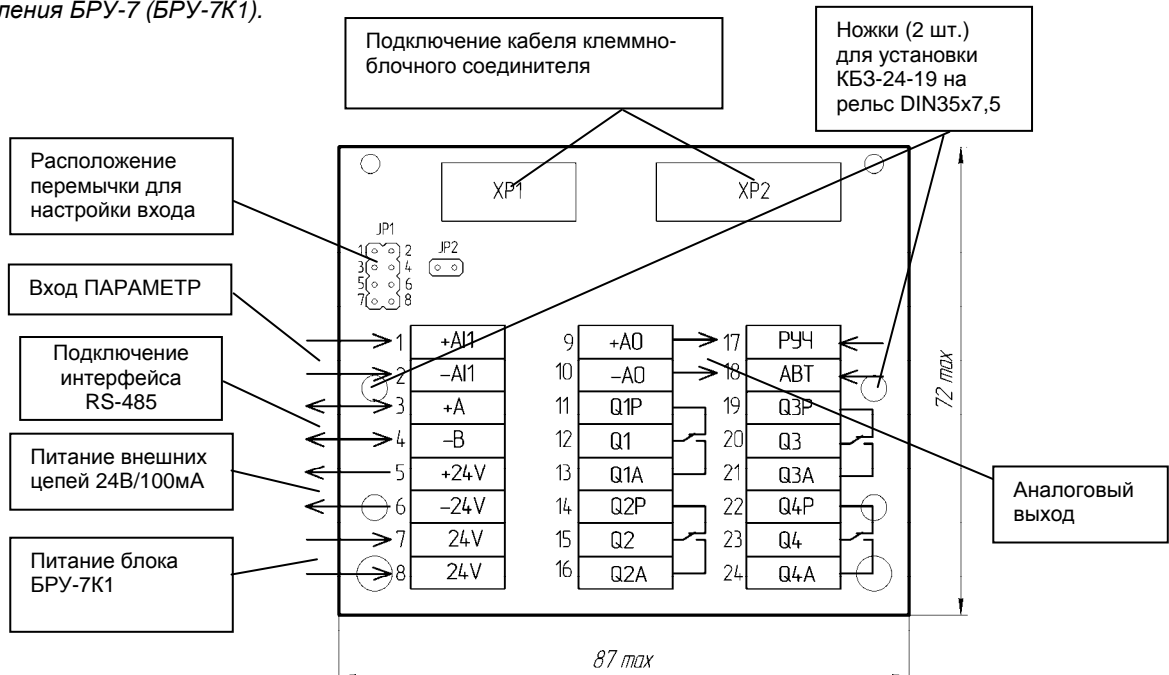 ления БРУ-7 (БРУ-7К1).
Подключение кабеля клеммно-
блочного соединителя
Ножки (2 шт.)
для установки
КБЗ-24-19 на
рельс DIN35x7,5
Расположение
перемычки для
настройки входа
Вход ПАРАМЕТР
Подключение
интерфейса
RS-485
Питание внешних
цепей 24В/100мА
Питание блока
БРУ-7К1
Аналоговый
выход
XP1
XP2
JP1
JP2
1 2
3 4
5 6
7 8
1 +AI1
2 –AI1
3 +A
4 –B
5 +24V
6 –24V
7 24V
8 24V
9 +AO
10 –AO
11 Q1P
12 Q1
13 Q1A
14 Q2P
15 Q2
16 Q2A
17 РУЧ
18 АВТ
19 Q3P
20 Q3
21 Q3A
22 Q4P
23 Q4
24 Q4A
72 max
87 max